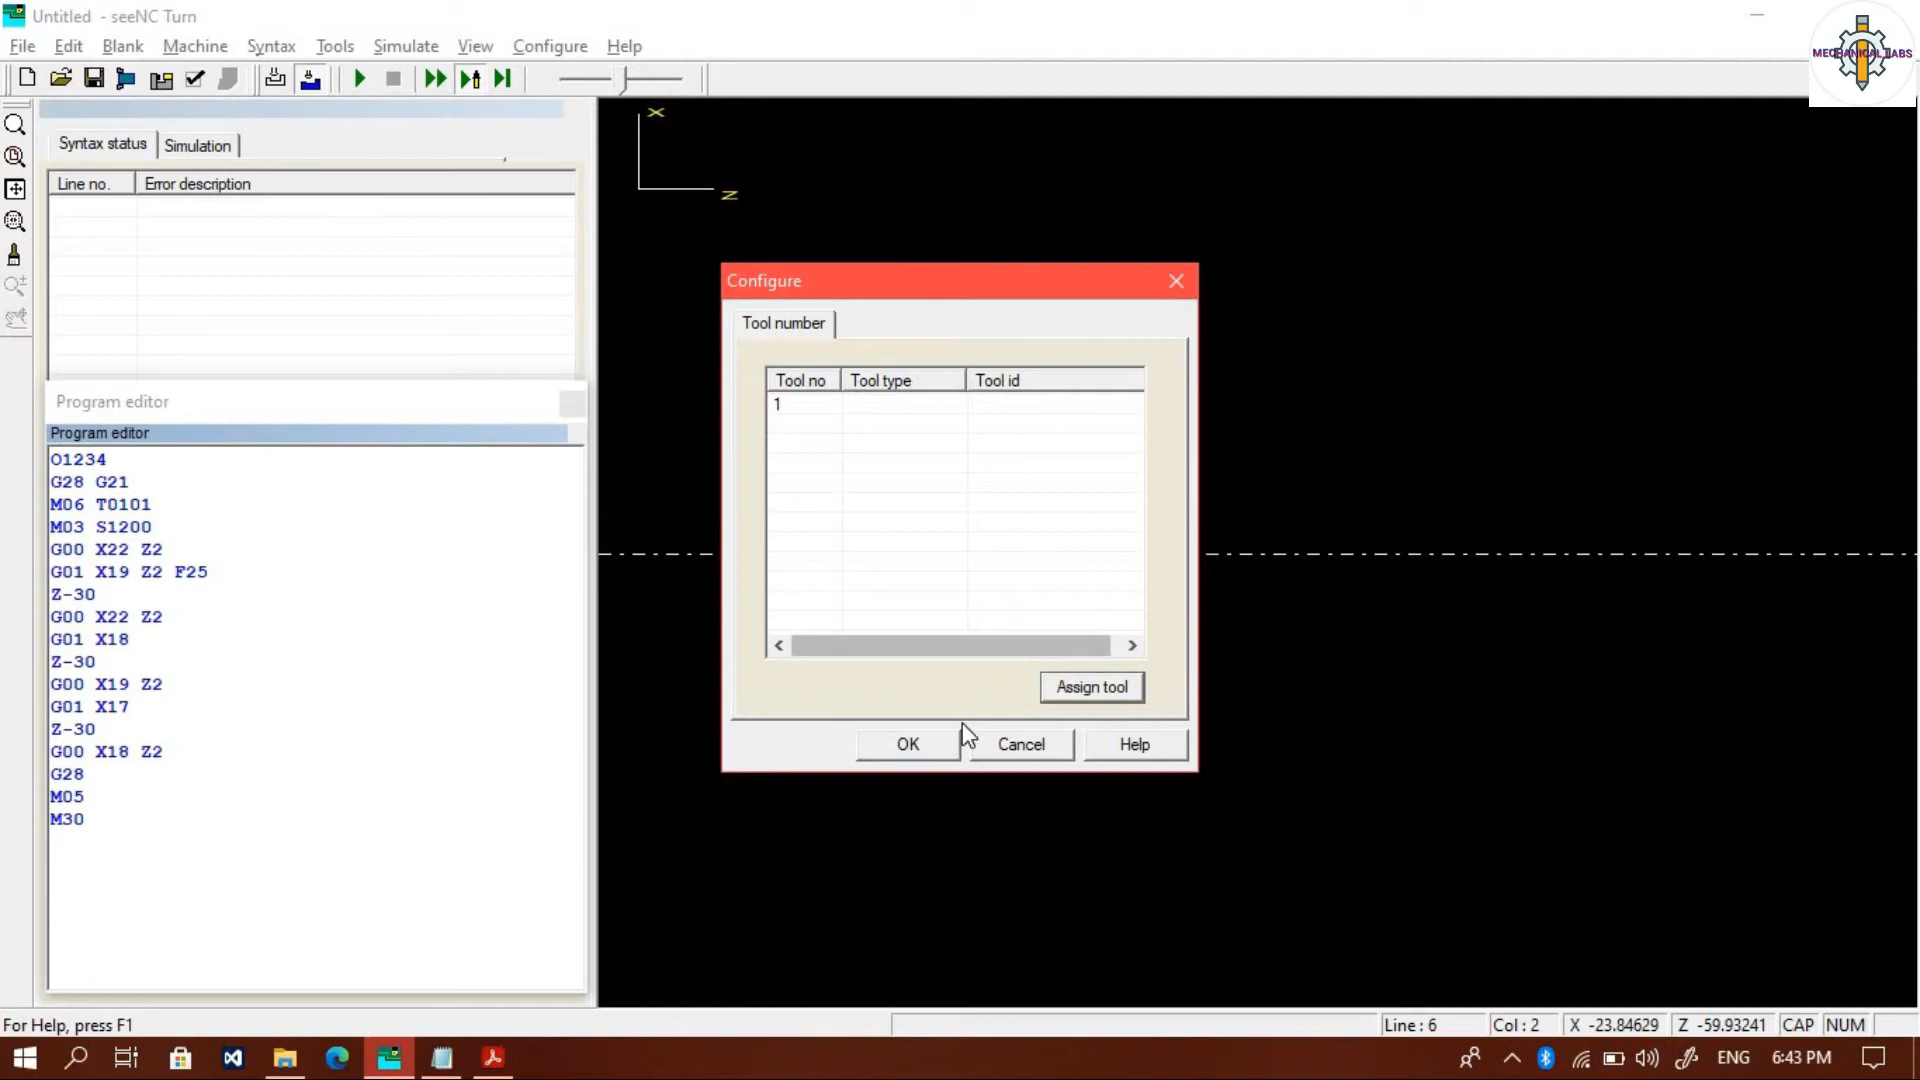 Untitled - seeNC Turn
MECHANICAL LABS
File Edit Blank Machine Syntax Tools Simulate View Configure Help
Syntax status Simulation
Line no. Error description
X
Z
Configure
Tool number
Tool no Tool type Tool id
1
Assign tool
OK Cancel Help
Program editor
Program editor
O1234
G28 G21
M06 T0101
M03 S1200
G00 X22 Z2
G01 X19 Z2 F25
Z-30
G00 X22 Z2
G01 X18
Z-30
G00 X19 Z2
G01 X17
Z-30
G00 X18 Z2
G28
M05
M30
For Help, press F1
Line : 6 Col : 2 X -23.84629 Z -59.93241 CAP NUM
ENG 6:43 PM